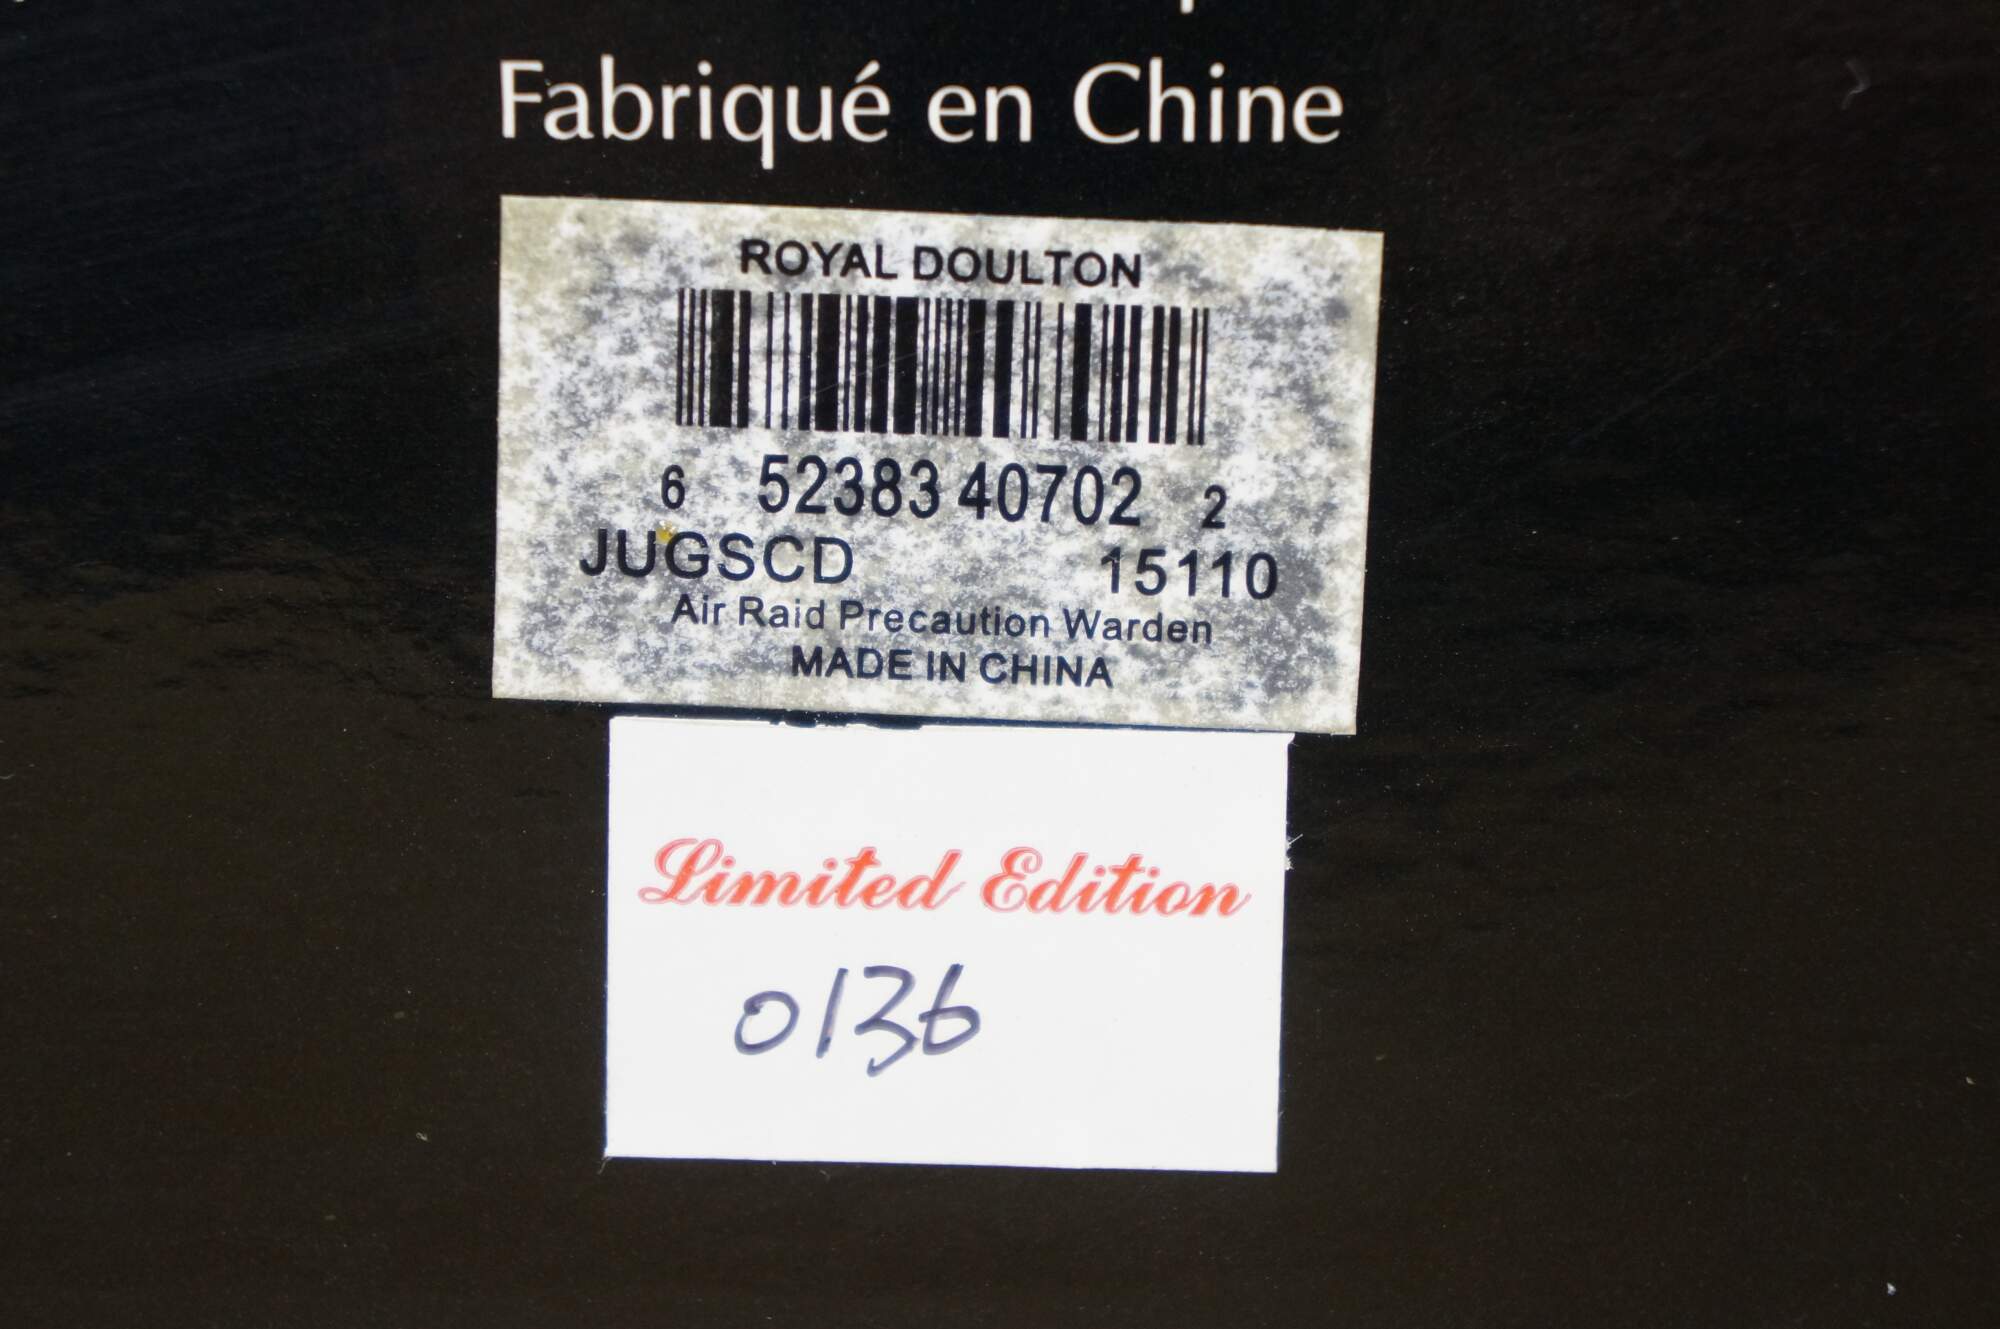 Fabriqué en Chine
ROYAL DOULTON
6 52383 40702 2
JUGSCD 15110
Air Raid Precaution Warden
MADE IN CHINA
Limited Edition
0136